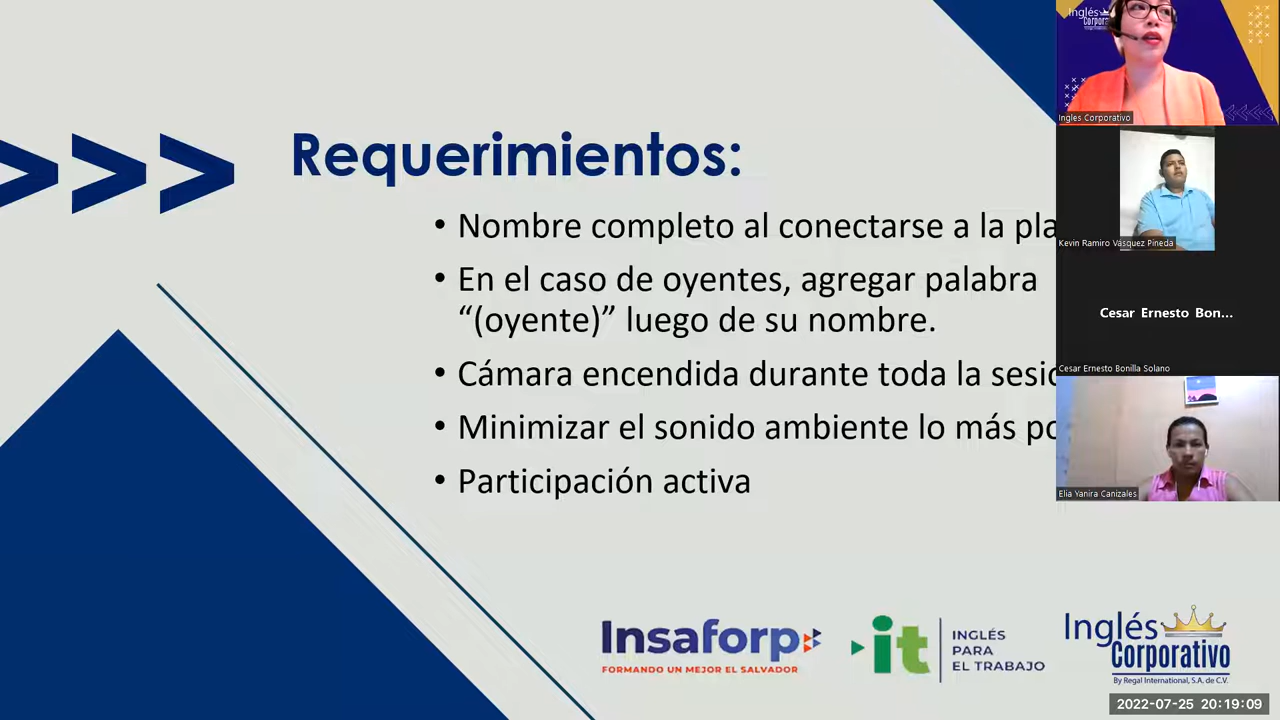 >>>
Requerimientos:
• Nombre completo al conectarse a la pla
• En el caso de oyentes, agregar palabra
“(oyente)” luego de su nombre.
• Cámara encendida durante toda la sesio
• Minimizar el sonido ambiente lo más po
• Participación activa
Insaforp
FORMANDO UN MEJOR EL SALVADOR
it
INGLÉS
PARA
EL TRABAJO
Inglés
Corporativo
By Regal International, S.A. de C.V.
Inglés
Corporativo
Ingles Corporativo
Kevin Ramiro Vásquez Pineda
Cesar Ernesto Bon...
Cesar Ernesto Bonilla Solano
Elia Yanira Canizales
2022-07-25 20:19:09